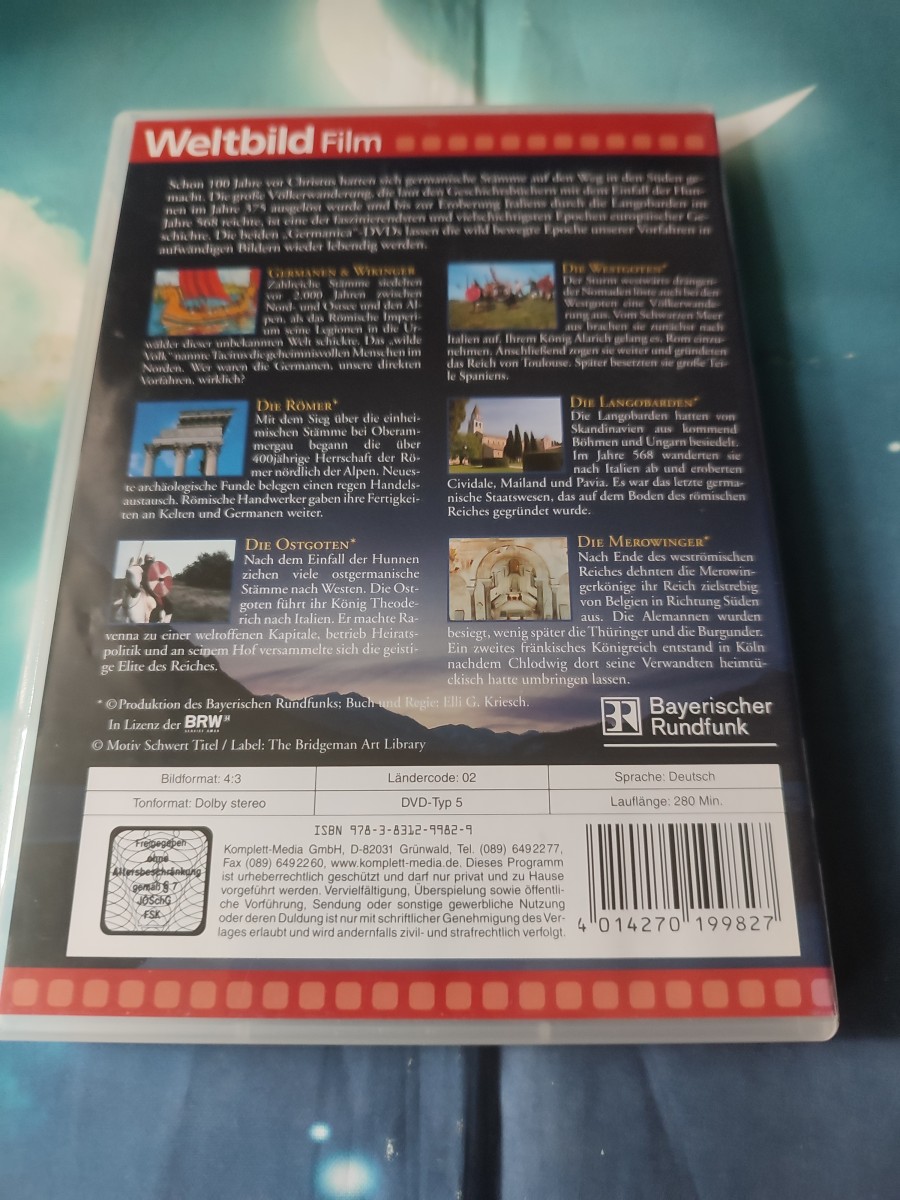 Weltbild Film
Schon 100 Jahre vor Christus hatten sich germanische Stämme auf den Weg in den Süden ge-
macht. Die große Völkerwanderung, die laut den Geschichtsbüchern mit dem Einfall der Hun-
nen im Jahre 375 ausgelöst wurde und bis zur Eroberung Italiens durch die Langobarden im
Jahre 568 reichte, ist eine der faszinierendsten und vielschichtigsten Epochen europäischer Ge-
schichte. Die beiden „Germanica“-DVDs lassen die wild bewegte Epoche unserer Vorfahren in
aufwändigen Bildern wieder lebendig werden.
Germanen & Wikinger
Zahlreiche Stämme siedelten
vor 2.000 Jahren zwischen
Nord- und Ostsee und den Al-
pen, als das Römische Imperi-
um seine Legionen in die Ur-
wälder dieser unbekannten Welt schickte. Das „wilde
Volk“ nannte Tacitus die geheimnisvollen Menschen im
Norden. Wer waren die Germanen, unsere direkten
Vorfahren, wirklich?
Die Römer*
Mit dem Sieg über die einhei-
mischen Stämme bei Oberam-
mergau begann die über
400jährige Herrschaft der Rö-
mer nördlich der Alpen. Neues-
te archäologische Funde belegen einen regen Handels-
austausch. Römische Handwerker gaben ihre Fertigkei-
ten an Kelten und Germanen weiter.
Die Ostgoten*
Nach dem Einfall der Hunnen
ziehen viele ostgermanische
Stämme nach Westen. Die Ost-
goten führt ihr König Theode-
rich nach Italien. Er machte Ra-
venna zu einer weltoffenen Kapitale, betrieb Heirats-
politik und an seinem Hof versammelte sich die geisti-
ge Elite des Reiches.
Die Westgoten*
Der Sturm westwärts drängen-
der Nomaden löste auch bei den
Westgoten eine Völkerwande-
rung aus. Vom Schwarzen Meer
aus brachen sie zunächst nach
Italien auf. Ihrem König Alarich gelang es, Rom einzu-
nehmen. Anschließend zogen sie weiter und gründeten
das Reich von Toulouse. Später besetzten sie große Tei-
le Spaniens.
Die Langobarden*
Die Langobarden hatten von
Skandinavien aus kommend
Böhmen und Ungarn besiedelt.
Im Jahre 568 wanderten sie
nach Italien ab und eroberten
Cividale, Mailand und Pavia. Es war das letzte germa-
nische Staatswesen, das auf dem Boden des römischen
Reiches gegründet wurde.
Die Merowinger*
Nach Ende des weströmischen
Reiches dehnten die Merowin-
gerkönige ihr Reich zielstrebig
von Belgien in Richtung Süden
aus. Die Alemannen wurden
besiegt, wenig später die Thüringer und die Burgunder.
Ein zweites fränkisches Königreich entstand in Köln
nachdem Chlodwig dort seine Verwandten heimtü-
ckisch hatte umbringen lassen.
* © Produktion des Bayerischen Rundfunks; Buch und Regie: Elli G. Kriesch.
In Lizenz der BRW
© Motiv Schwert Titel / Label: The Bridgeman Art Library
Bayerischer
Rundfunk
Bildformat: 4:3
Ländercode: 02
Sprache: Deutsch
Tonformat: Dolby stereo
DVD-Typ 5
Lauflänge: 280 Min.
Freigegeben
ohne
Altersbeschränkung
gemäß § 7
JÖSchG
FSK
ISBN 978-3-8312-9982-9
Komplett-Media GmbH, D-82031 Grünwald, Tel. (089) 6492277,
Fax (089) 6492260, www.komplett-media.de. Dieses Programm
ist urheberrechtlich geschützt und darf nur privat und zu Hause
vorgeführt werden. Vervielfältigung, Überspielung sowie öffentli-
che Vorführung, Sendung oder sonstige gewerbliche Nutzung
oder deren Duldung ist nur mit schriftlicher Genehmigung des Ver-
lages erlaubt und wird andernfalls zivil- und strafrechtlich verfolgt.
4 014270 199827